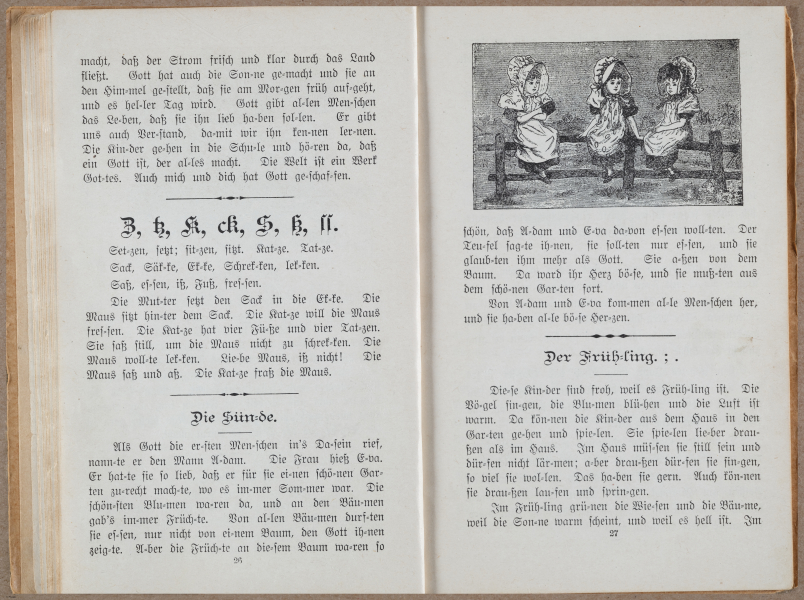 macht, daß der Strom frisch und klar durch das Land
fließt. Gott hat auch die Son-ne ge-macht und sie an
den Him-mel ge-stellt, daß sie am Mor-gen früh auf-geht,
und es hel-ler Tag wird. Gott gibt al-len Men-schen
das Le-ben, daß sie ihn lieb ha-ben sol-len. Er gibt
uns auch Ver-stand, da-mit wir ihn ken-nen ler-nen.
Die Kin-der ge-hen in die Schu-le und hö-ren da, daß
ein Gott ist, der al-les macht. Die Welt ist ein Werk
Got-tes. Auch mich und dich hat Gott ge-schaf-fen.
Z, tz, K, ck, S, ß, ss.
Set-zen, setzt; sit-zen, sitzt. Kat-ze. Tat-ze.
Sack, Säk-ke, Ek-ke, Schrek-ken, lek-ken.
Saß, es-sen, iß, Fuß, fres-sen.
Die Mut-ter setzt den Sack in die Ek-ke. Die
Maus sitzt hin-ter dem Sack. Die Kat-ze will die Maus
fres-sen. Die Kat-ze hat vier Fü-ße und vier Tat-zen.
Sie saß still, um die Maus nicht zu schrek-ken. Die
Maus woll-te lek-ken. Lie-be Maus, iß nicht! Die
Maus saß und aß. Die Kat-ze fraß die Maus.
Die Sün-de.
Als Gott die er-sten Men-schen in's Da-sein rief,
nann-te er den Mann A-dam. Die Frau hieß E-va.
Er hat-te sie so lieb, daß er für sie ei-nen schö-nen Gar-
ten zu-recht mach-te, wo es im-mer Som-mer war. Die
schön-sten Blu-men wa-ren da, und an den Bäu-men
gab's im-mer Früch-te. Von al-len Bäu-men durf-ten
sie es-sen, nur nicht von ei-nem Baum, den Gott ih-nen
zeig-te. A-ber die Früch-te an die-sem Baum wa-ren so
26
schön, daß A-dam und E-va da-von es-sen woll-ten. Der
Teu-fel sag-te ih-nen, sie soll-ten nur es-sen, und sie
glaub-ten ihm mehr als Gott. Sie a-ßen von dem
Baum. Da ward ihr Herz bö-se, und sie muß-ten aus
dem schö-nen Gar-ten fort.
Von A-dam und E-va kom-men al-le Men-schen her,
und sie ha-ben al-le bö-se Her-zen.
Der Früh-ling. ; .
Die-se Kin-der sind froh, weil es Früh-ling ist. Die
Vö-gel sin-gen, die Blu-men blü-hen und die Luft ist
warm. Da kön-nen die Kin-der aus dem Haus in den
Gar-ten ge-hen und spie-len. Sie spie-len lie-ber drau-
ßen als im Haus. Im Haus müs-sen sie still sein und
dür-fen nicht lär-men; a-ber drau-ßen dür-fen sie sin-gen,
so viel sie wol-len. Das ha-ben sie gern. Auch kön-nen
sie drau-ßen lau-fen und sprin-gen.
Im Früh-ling grü-nen die Wie-sen und die Bäu-me,
weil die Son-ne warm scheint, und weil es hell ist. Im
27